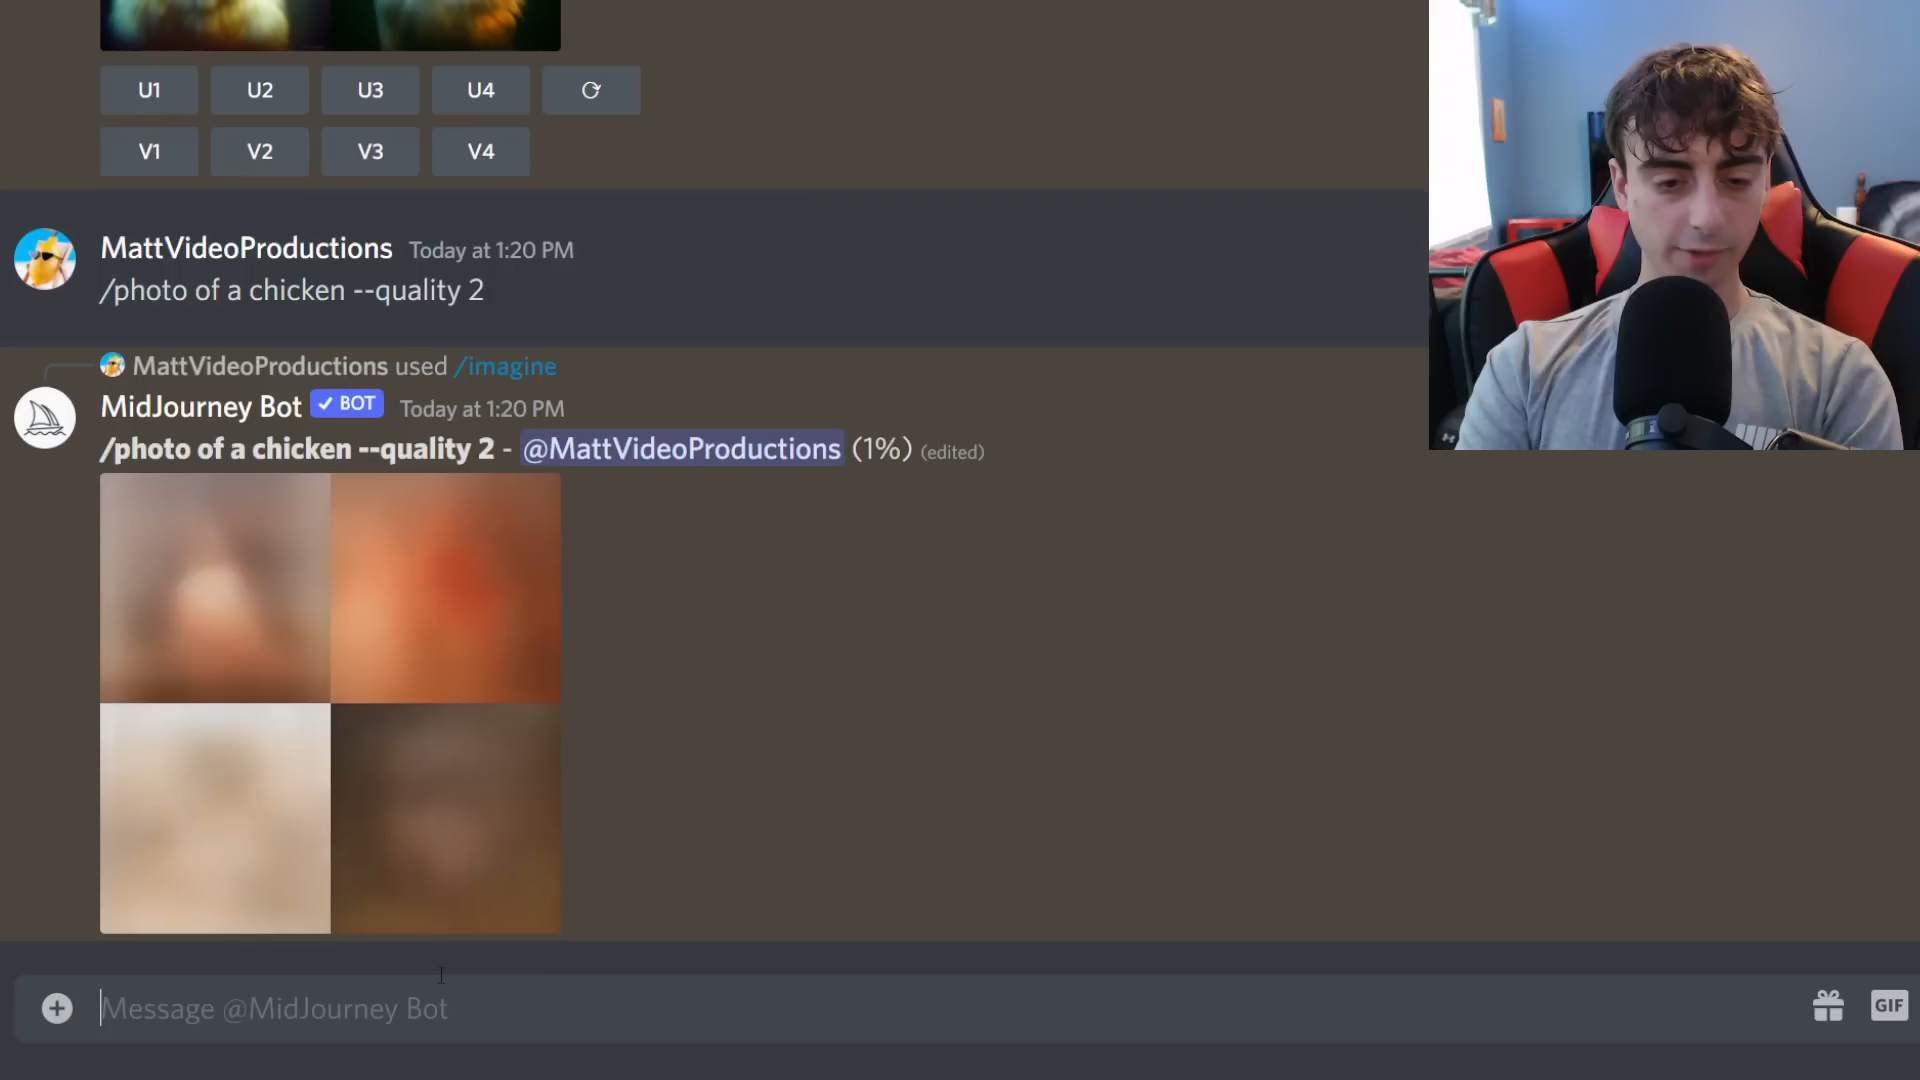 U1 U2 U3 U4
V1 V2 V3 V4
MattVideoProductions Today at 1:20 PM
/photo of a chicken --quality 2
MattVideoProductions used /imagine
MidJourney Bot BOT Today at 1:20 PM
/photo of a chicken --quality 2 - @MattVideoProductions (1%) (edited)
Message @MidJourney Bot
GIF